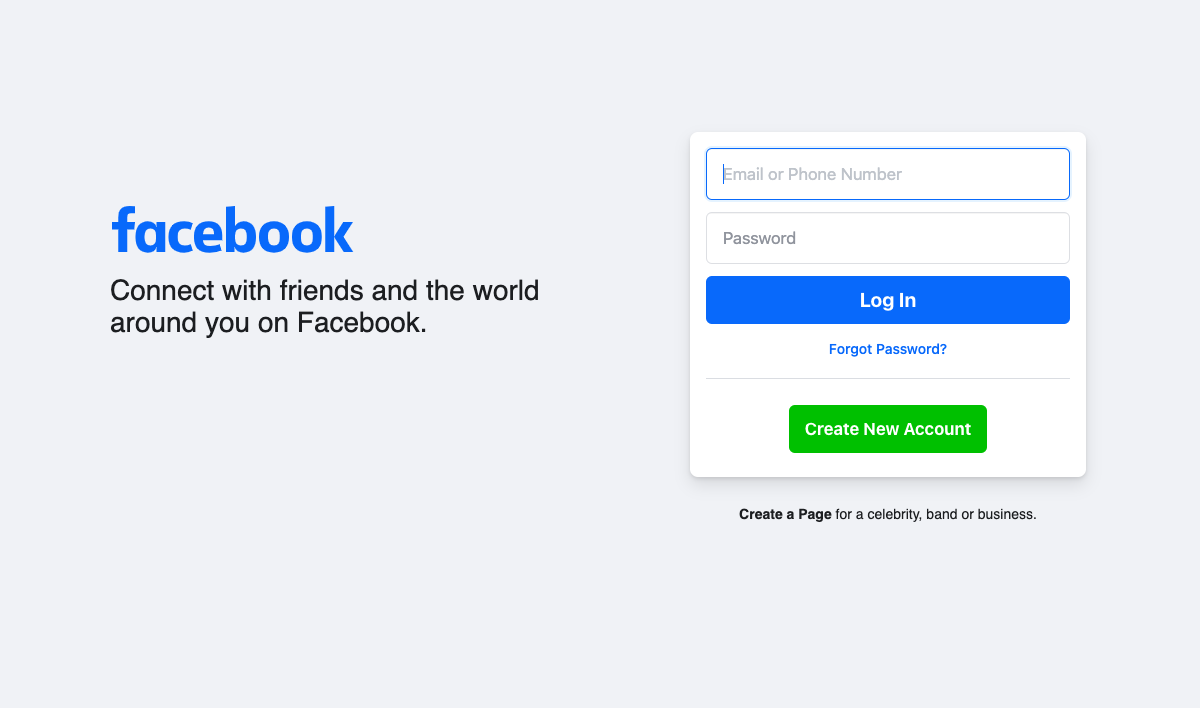 facebook
Connect with friends and the world
around you on Facebook.
Email or Phone Number
Password
Log In
Forgot Password?
Create New Account
Create a Page for a celebrity, band or business.